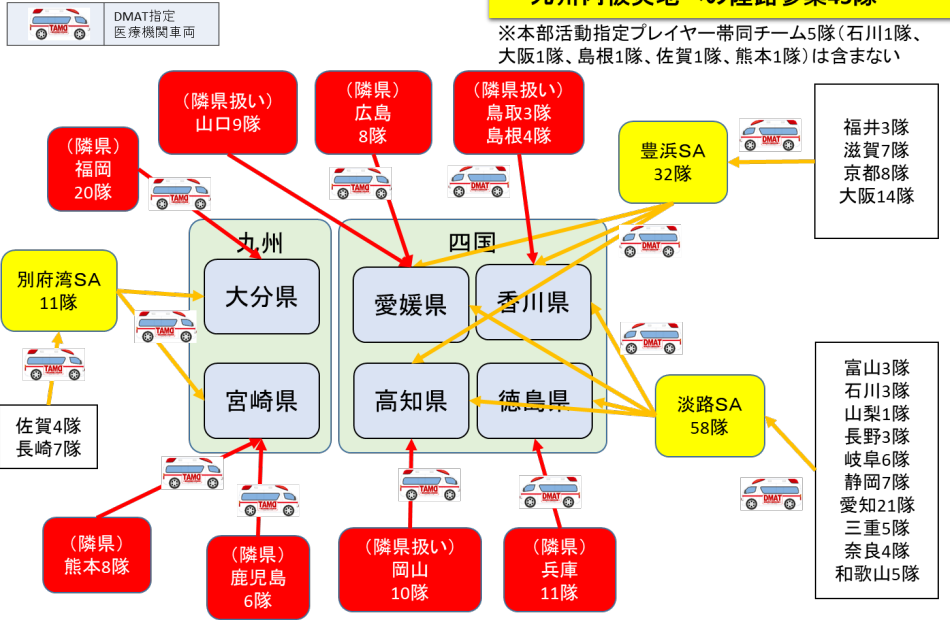 DMAT指定
医療機関車両
※本部活動指定プレイヤー帯同チーム5隊(石川1隊、
大阪1隊、島根1隊、佐賀1隊、熊本1隊)は含まない
(隣県扱い)
山口9隊
(隣県)
広島
8隊
(隣県扱い)
鳥取3隊
島根4隊
(隣県)
福岡
20隊
豊浜SA
32隊
福井3隊
滋賀7隊
京都8隊
大阪14隊
九州
四国
別府湾SA
11隊
大分県
愛媛県
香川県
宮崎県
高知県
徳島県
淡路SA
58隊
佐賀4隊
長崎7隊
富山3隊
石川3隊
山梨1隊
長野3隊
岐阜6隊
静岡7隊
愛知21隊
三重5隊
奈良4隊
和歌山5隊
(隣県)
熊本8隊
(隣県)
鹿児島
6隊
(隣県扱い)
岡山
10隊
(隣県)
兵庫
11隊